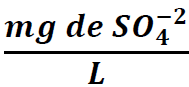 mg de SO₄⁻²
L